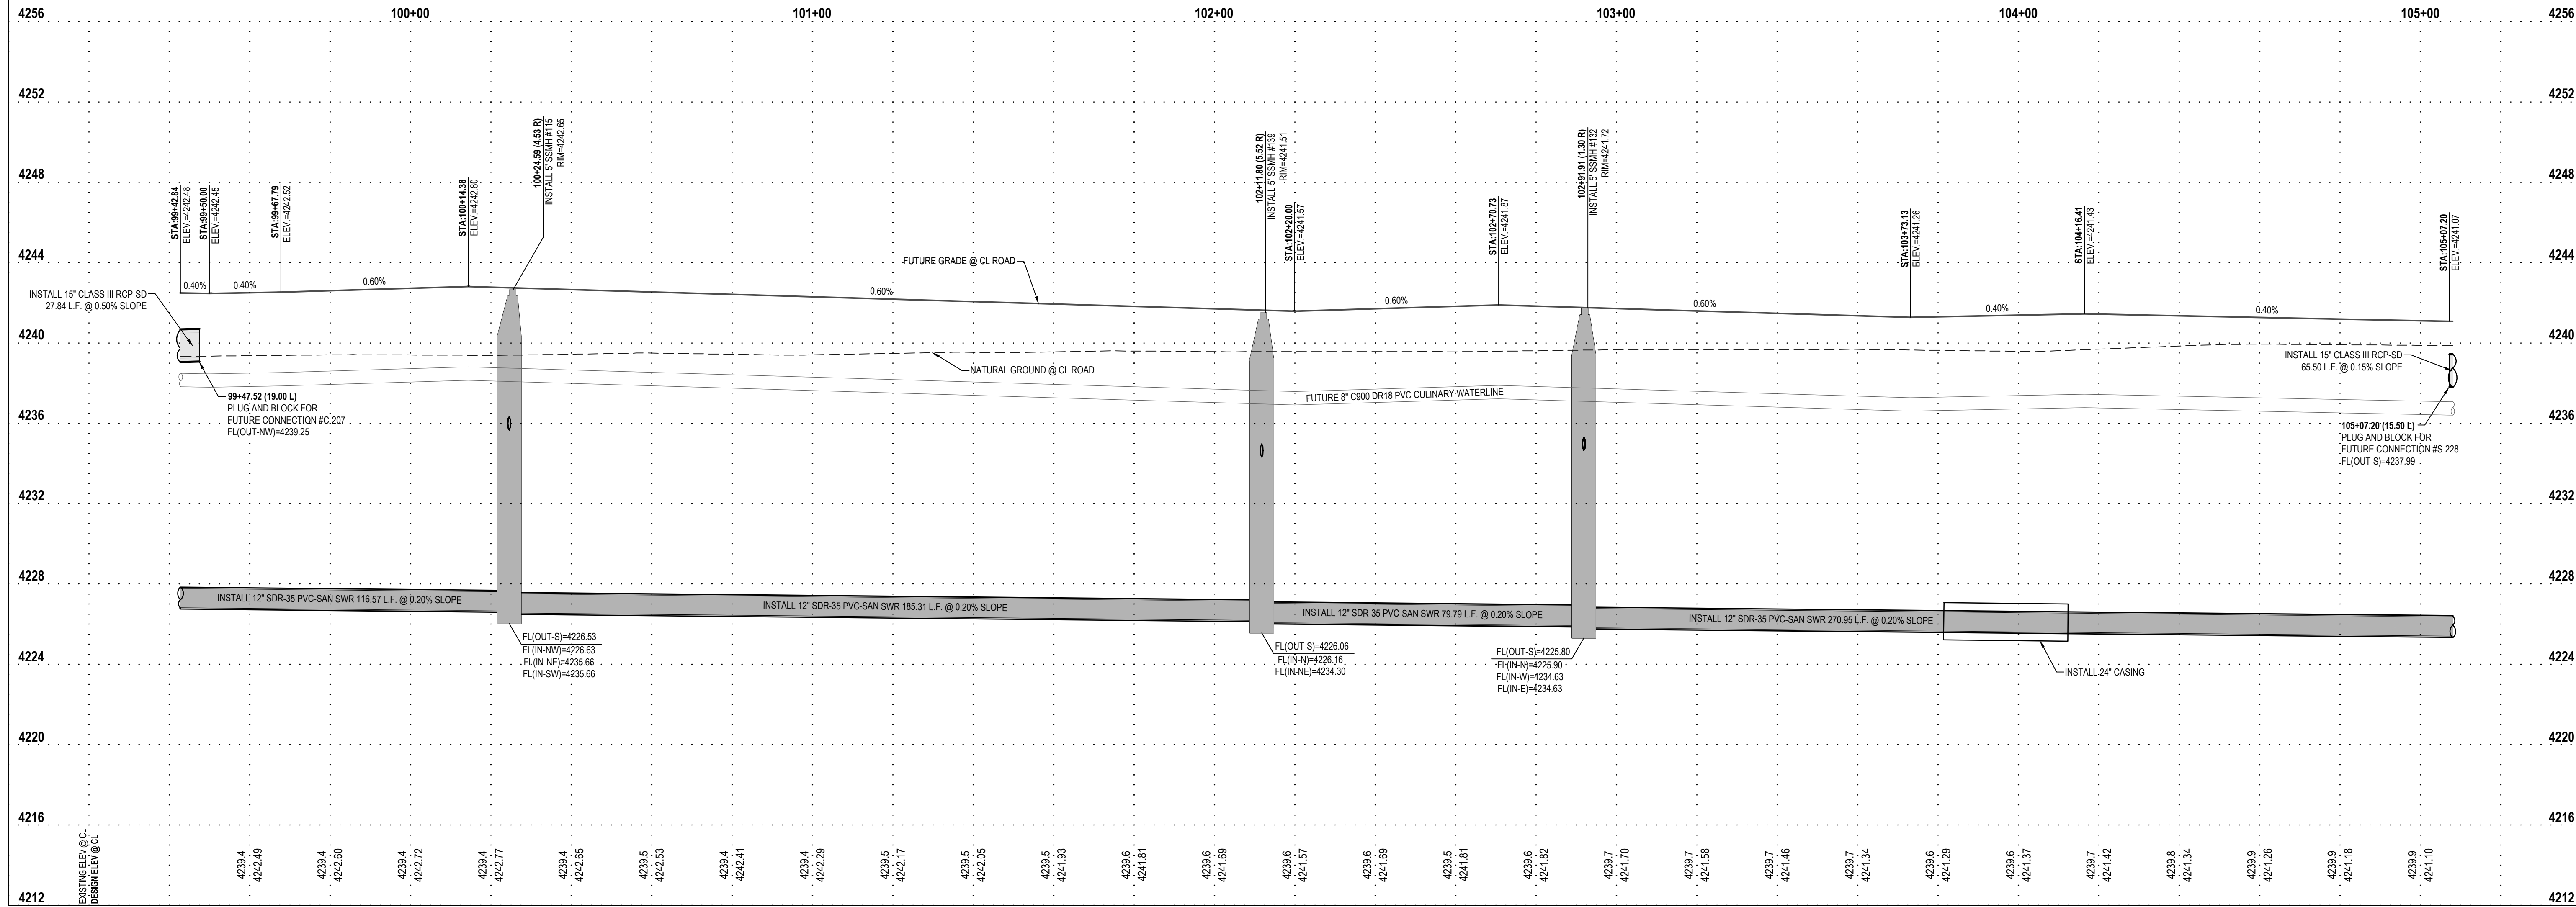 100+00 101+00 102+00 103+00 104+00 105+00
4256 4256
4252 4252
4248 4248
4244 4244
4240 4240
4236 4236
4232 4232
4228 4228
4224 4224
4220 4220
4216 4216
4212 4212
STA:99+42.84
ELEV.=4242.48
STA:99+50.00
ELEV.=4242.45
STA:99+67.79
ELEV.=4242.52
STA:100+14.38
ELEV.=4242.80
100+24.59 (4.53 R)
INSTALL 5' SSMH #115
RIM=4242.65
102+11.80 (5.52 R)
INSTALL 5' SSMH #139
RIM=4241.51
STA:102+20.00
ELEV.=4241.57
STA:102+70.73
ELEV.=4241.87
102+91.91 (1.30 R)
INSTALL 5' SSMH #132
RIM=4241.72
STA:103+73.13
ELEV.=4241.26
STA:104+16.41
ELEV.=4241.43
STA:105+07.20
ELEV.=4241.07
0.40% 0.40% 0.60% 0.60% 0.60% 0.60% 0.40% 0.40%
FUTURE GRADE @ CL ROAD
INSTALL 15" CLASS III RCP-SD
27.84 L.F. @ 0.50% SLOPE
NATURAL GROUND @ CL ROAD
INSTALL 15" CLASS III RCP-SD
65.50 L.F. @ 0.15% SLOPE
99+47.52 (19.00 L)
PLUG AND BLOCK FOR
FUTURE CONNECTION #C-207
FL(OUT-NW)=4239.25
FUTURE 8" C900 DR18 PVC CULINARY WATERLINE
105+07.20 (15.50 L)
PLUG AND BLOCK FOR
FUTURE CONNECTION #S-228
FL(OUT-S)=4237.99
INSTALL 12" SDR-35 PVC-SAN SWR 116.57 L.F. @ 0.20% SLOPE
INSTALL 12" SDR-35 PVC-SAN SWR 185.31 L.F. @ 0.20% SLOPE
INSTALL 12" SDR-35 PVC-SAN SWR 79.79 L.F. @ 0.20% SLOPE
INSTALL 12" SDR-35 PVC-SAN SWR 270.95 L.F. @ 0.20% SLOPE
FL(OUT-S)=4226.53
FL(IN-NW)=4226.63
FL(IN-NE)=4235.66
FL(IN-SW)=4235.66
FL(OUT-S)=4226.06
FL(IN-N)=4226.16
FL(IN-NE)=4234.30
FL(OUT-S)=4225.80
FL(IN-N)=4225.90
FL(IN-W)=4234.63
FL(IN-E)=4234.63
INSTALL 24" CASING
EXISTING ELEV @ CL
DESIGN ELEV @ CL
4239.4
4242.49
4239.4
4242.60
4239.4
4242.72
4239.4
4242.77
4239.4
4242.65
4239.5
4242.53
4239.4
4242.41
4239.4
4242.29
4239.5
4242.17
4239.5
4242.05
4239.5
4241.93
4239.6
4241.81
4239.6
4241.69
4239.6
4241.57
4239.6
4241.69
4239.5
4241.81
4239.6
4241.82
4239.7
4241.70
4239.7
4241.58
4239.7
4241.46
4239.7
4241.34
4239.6
4241.29
4239.6
4241.37
4239.7
4241.42
4239.8
4241.34
4239.9
4241.26
4239.9
4241.18
4239.9
4241.10